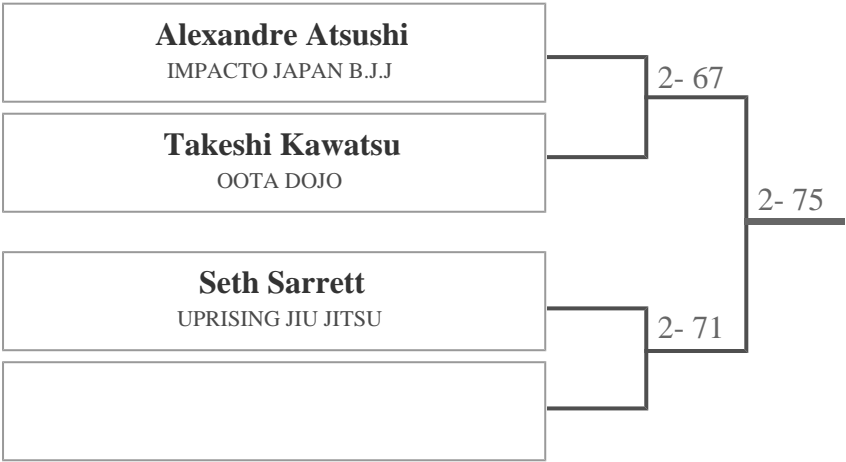 Alexandre Atsushi
IMPACTO JAPAN B.J.J
2- 67
Takeshi Kawatsu
OOTA DOJO
2- 75
Seth Sarrett
UPRISING JIU JITSU
2- 71